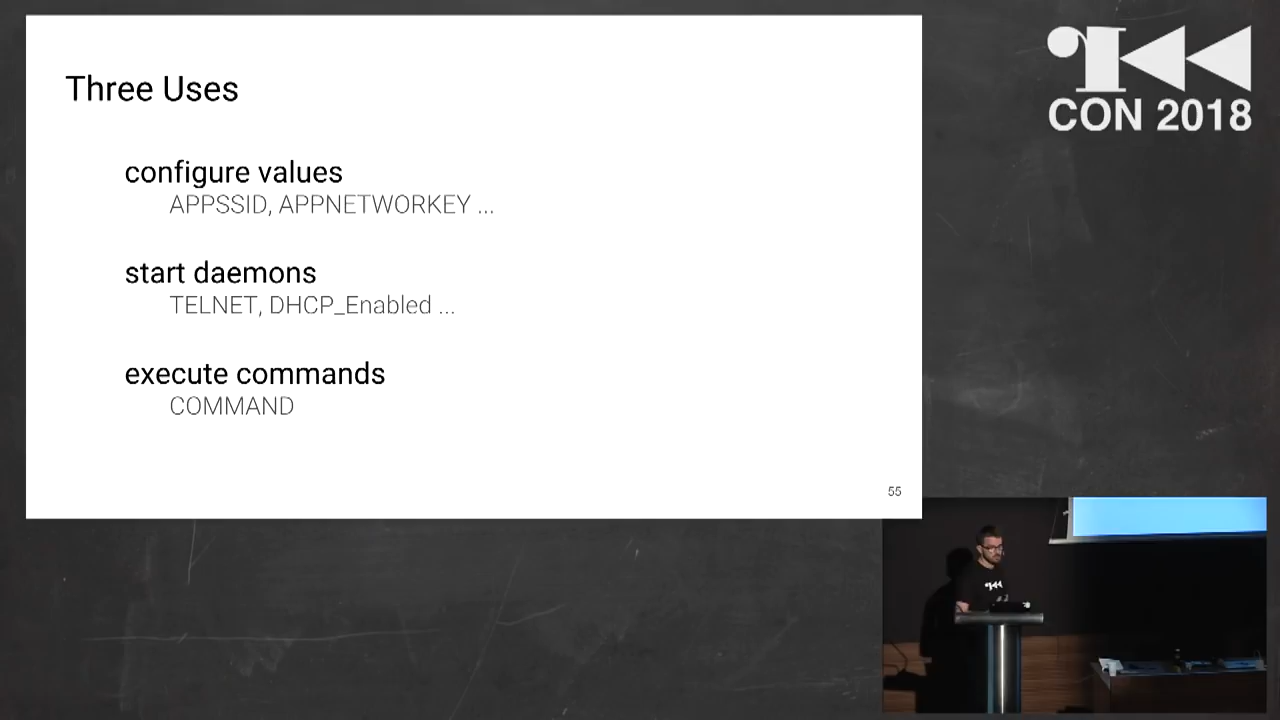 Three Uses
configure values
APPSSID, APPNETWORKEY ...
start daemons
TELNET, DHCP_Enabled ...
execute commands
COMMAND
55
CON 2018